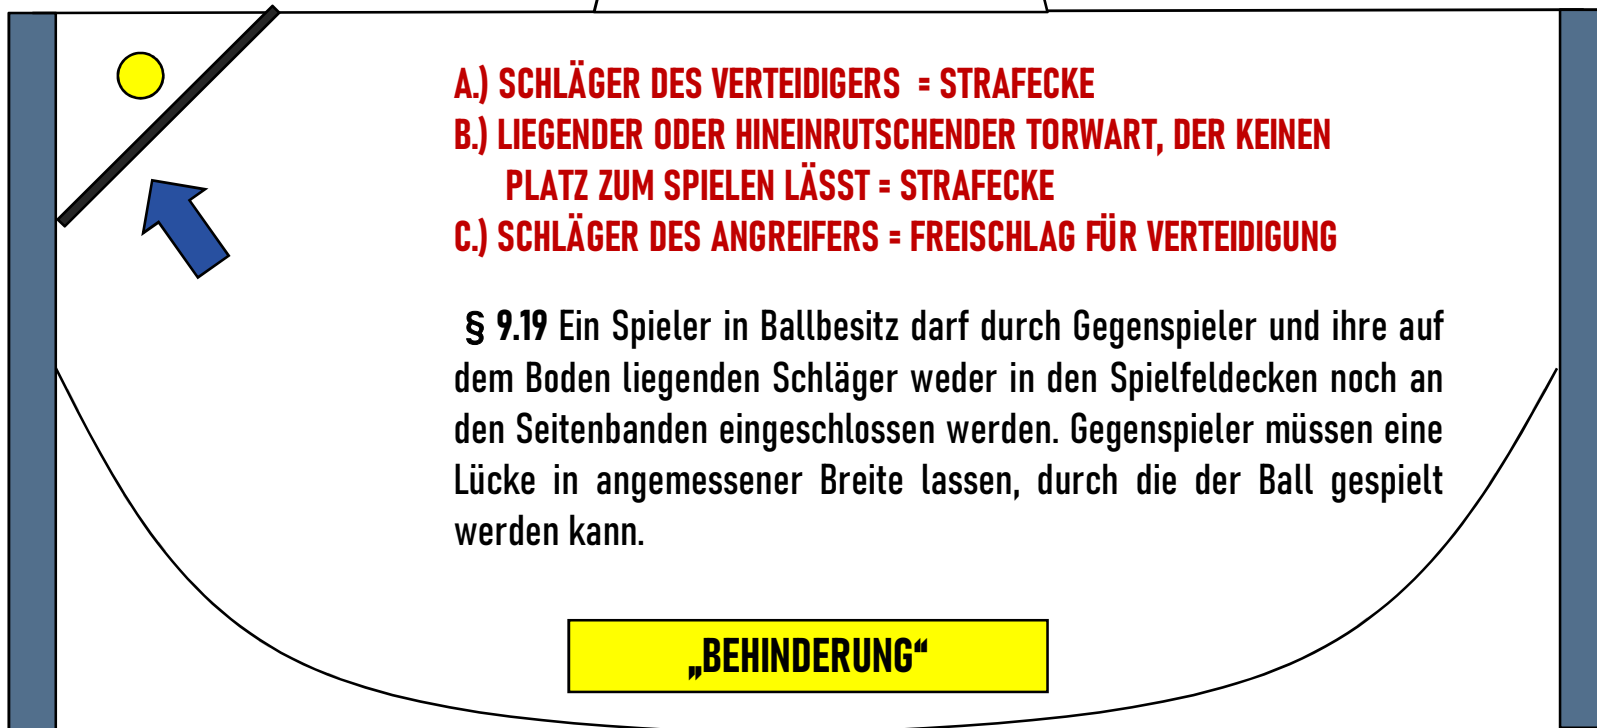 A.) SCHLÄGER DES VERTEIDIGERS = STRAFECKE
B.) LIEGENDER ODER HINEINRUTSCHENDER TORWART, DER KEINEN
PLATZ ZUM SPIELEN LÄSST = STRAFECKE
C.) SCHLÄGER DES ANGREIFERS = FREISCHLAG FÜR VERTEIDIGUNG
§ 9.19 Ein Spieler in Ballbesitz darf durch Gegenspieler und ihre auf
dem Boden liegenden Schläger weder in den Spielfeldecken noch an
den Seitenbanden eingeschlossen werden. Gegenspieler müssen eine
Lücke in angemessener Breite lassen, durch die der Ball gespielt
werden kann.
„BEHINDERUNG“